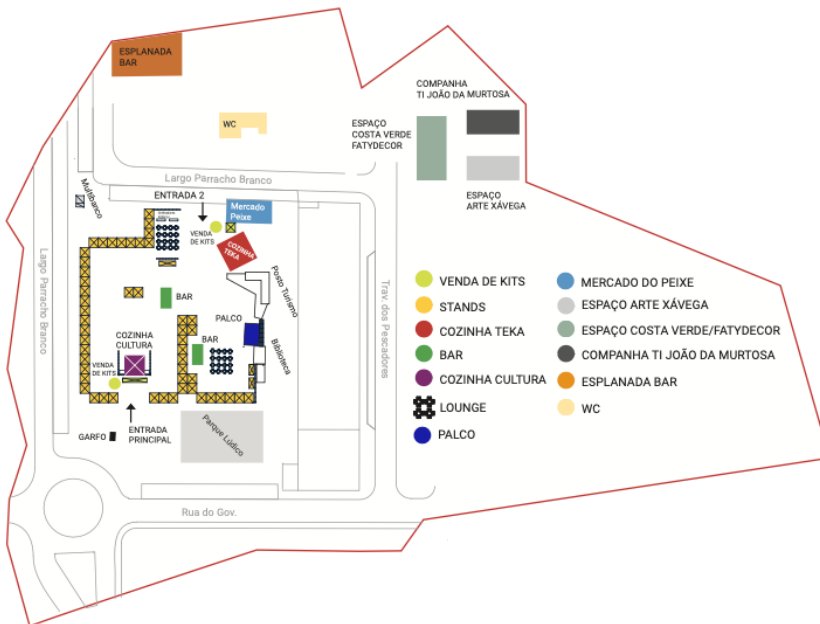 ESPLANADA
BAR
COMPANHA
TI JOÃO DA MURTOSA
WC
ESPAÇO
COSTA VERDE
FATYDECOR
Largo Parracho Branco
ESPAÇO
ARTE XÁVEGA
Multibanco
ENTRADA 2
Mercado
Peixe
VENDA
DE KITS
COZINHA
TEKA
Largo Parracho Branco
Posto Turismo
Trav. dos Pescadores
BAR
PALCO
COZINHA
CULTURA
BAR
Biblioteca
VENDA
DE KITS
ENTRADA
PRINCIPAL
GARFO
Parque Lúdico
Rua do Gov.
VENDA DE KITS
STANDS
COZINHA TEKA
BAR
COZINHA CULTURA
LOUNGE
PALCO
MERCADO DO PEIXE
ESPAÇO ARTE XÁVEGA
ESPAÇO COSTA VERDE/FATYDECOR
COMPANHA TI JOÃO DA MURTOSA
ESPLANADA BAR
WC